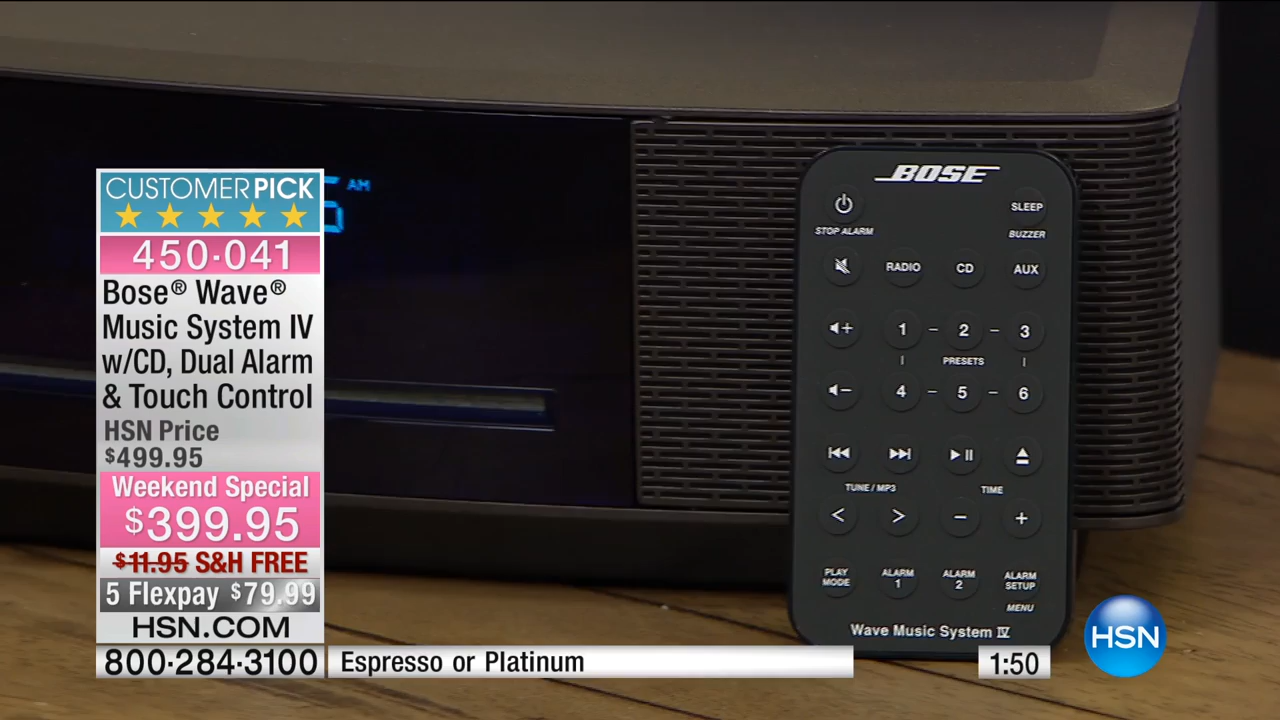 CUSTOMER PICK
450-041
Bose® Wave®
Music System IV
w/CD, Dual Alarm
& Touch Control
HSN Price
$499.95
Weekend Special
$399.95
$11.95 S&H FREE
5 Flexpay $79.99
HSN.COM
800-284-3100
Espresso or Platinum
1:50
HSN
AM
BOSE
SLEEP
STOP ALARM
BUZZER
RADIO CD AUX
1 - 2 - 3
PRESETS
4 - 5 - 6
TUNE / MP3 TIME
< > - +
PLAY MODE
ALARM 1
ALARM 2
ALARM SETUP
MENU
Wave Music System IV